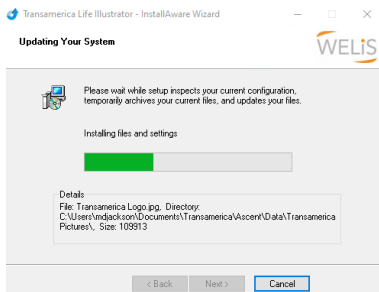 Transamerica Life Illustrator - InstallAware Wizard
Updating Your System
WELiS
Please wait while setup inspects your current configuration,
temporarily archives your current files, and updates your files.
Installing files and settings
Details
File: Transamerica Logo.jpg, Directory:
C:\Users\mdjackson\Documents\Transamerica\Ascent\Data\Transamerica
Pictures\, Size: 109913
< Back Next > Cancel